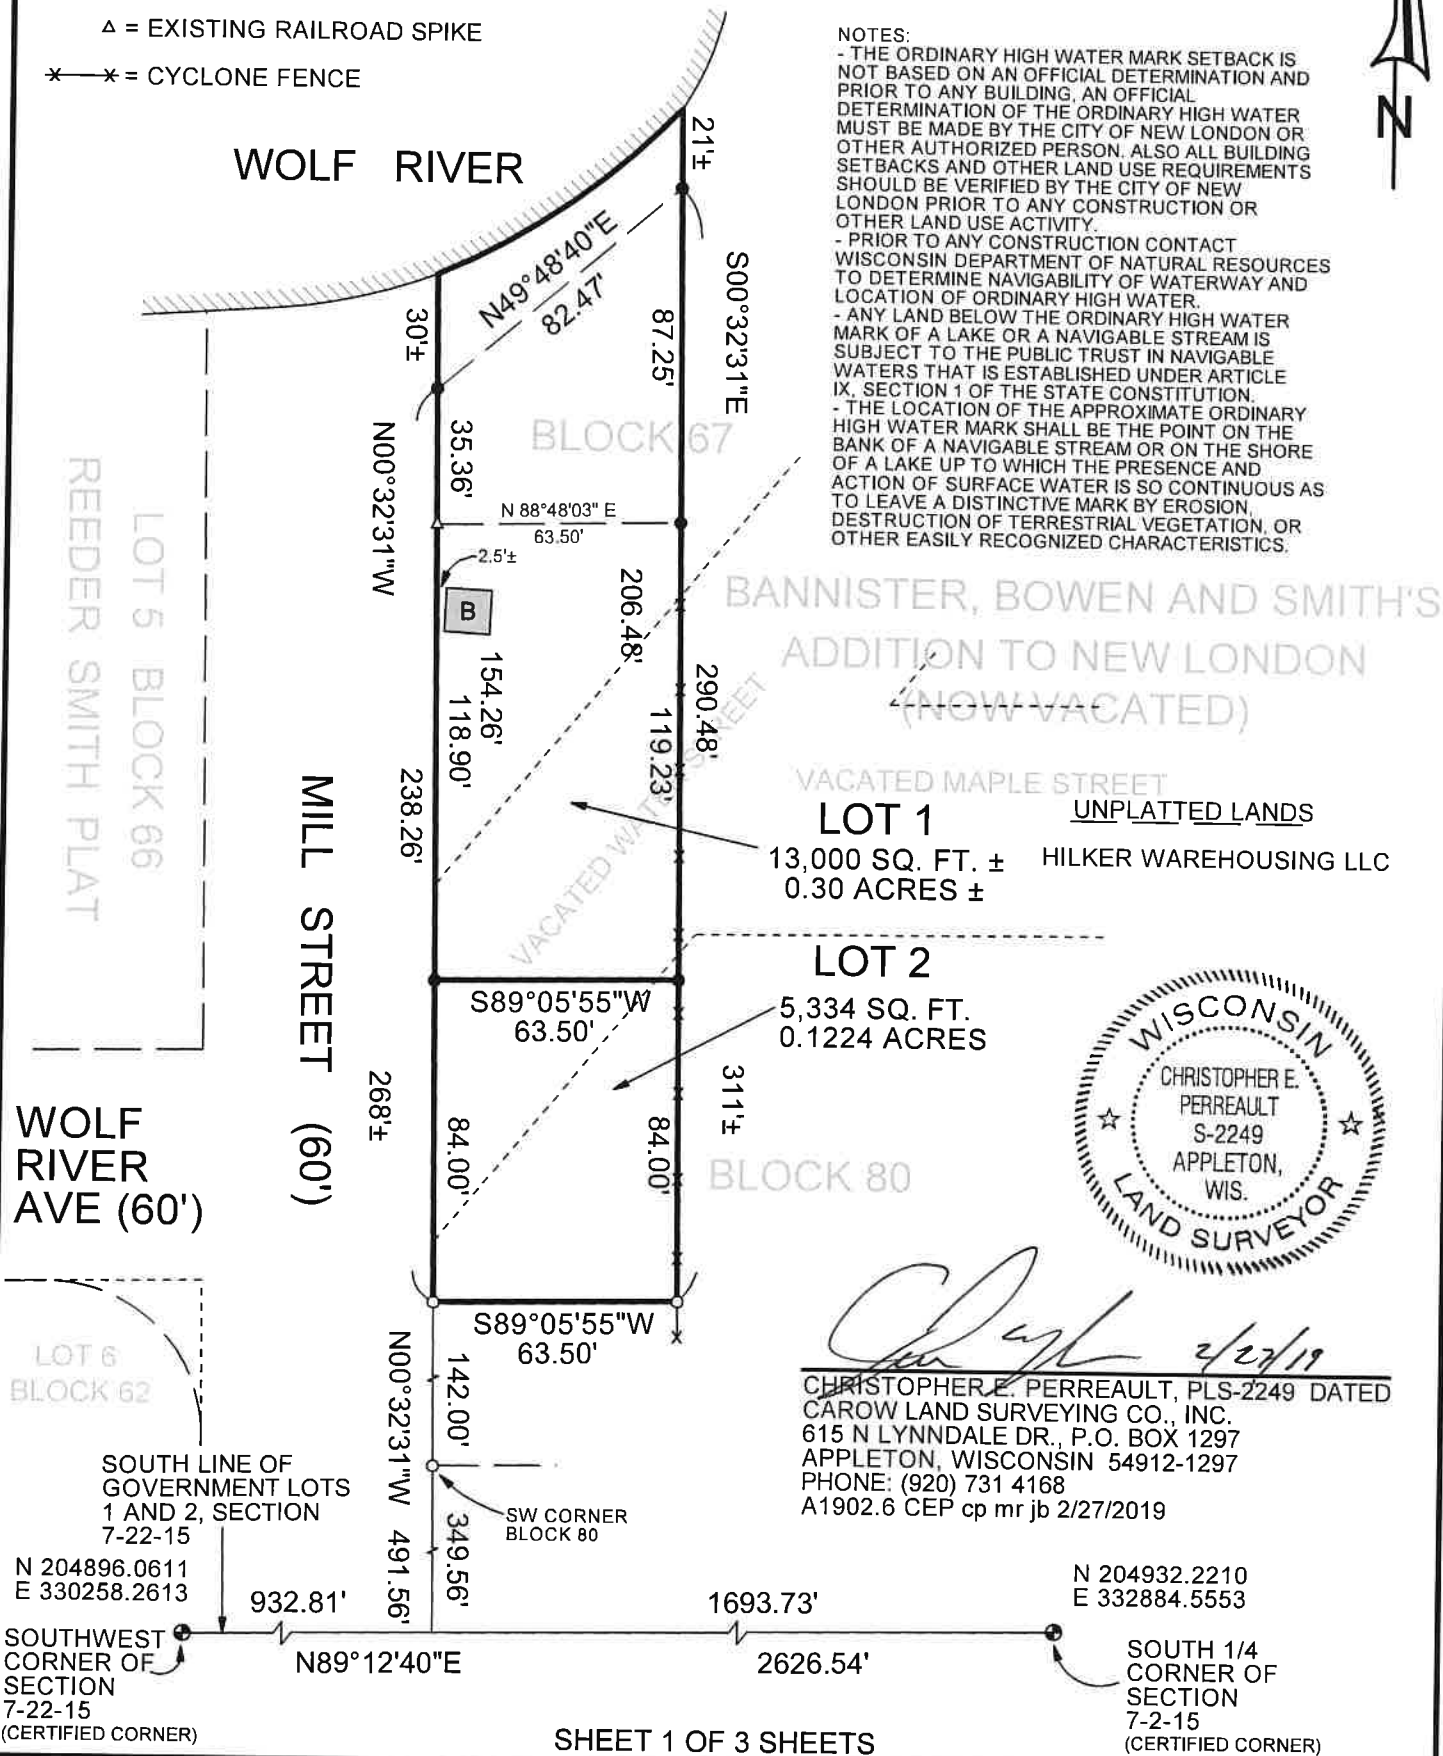 △ = EXISTING RAILROAD SPIKE
x—x = CYCLONE FENCE
NOTES:
- THE ORDINARY HIGH WATER MARK SETBACK IS
NOT BASED ON AN OFFICIAL DETERMINATION AND
PRIOR TO ANY BUILDING, AN OFFICIAL
DETERMINATION OF THE ORDINARY HIGH WATER
MUST BE MADE BY THE CITY OF NEW LONDON OR
OTHER AUTHORIZED PERSON. ALSO ALL BUILDING
SETBACKS AND OTHER LAND USE REQUIREMENTS
SHOULD BE VERIFIED BY THE CITY OF NEW
LONDON PRIOR TO ANY CONSTRUCTION OR
OTHER LAND USE ACTIVITY.
- PRIOR TO ANY CONSTRUCTION CONTACT
WISCONSIN DEPARTMENT OF NATURAL RESOURCES
TO DETERMINE NAVIGABILITY OF WATERWAY AND
LOCATION OF ORDINARY HIGH WATER.
- ANY LAND BELOW THE ORDINARY HIGH WATER
MARK OF A LAKE OR A NAVIGABLE STREAM IS
SUBJECT TO THE PUBLIC TRUST IN NAVIGABLE
WATERS THAT IS ESTABLISHED UNDER ARTICLE
IX, SECTION 1 OF THE STATE CONSTITUTION.
- THE LOCATION OF THE APPROXIMATE ORDINARY
HIGH WATER MARK SHALL BE THE POINT ON THE
BANK OF A NAVIGABLE STREAM OR ON THE SHORE
OF A LAKE UP TO WHICH THE PRESENCE AND
ACTION OF SURFACE WATER IS SO CONTINUOUS AS
TO LEAVE A DISTINCTIVE MARK BY EROSION,
DESTRUCTION OF TERRESTRIAL VEGETATION, OR
OTHER EASILY RECOGNIZED CHARACTERISTICS.
N
WOLF RIVER
21'±
N49°48'40"E
82.47'
S00°32'31"E
87.25'
30'±
35.36'
N00°32'31"W
BLOCK 67
N 88°48'03" E
63.50'
2.5'±
B
206.48'
154.26'
118.90'
238.26'
290.48'
119.23'
LOT 5 BLOCK 66
REEDER SMITH PLAT
BANNISTER, BOWEN AND SMITH'S
ADDITION TO NEW LONDON
(NOW VACATED)
VACATED WATER STREET
VACATED MAPLE STREET
LOT 1
13,000 SQ. FT. ±
0.30 ACRES ±
UNPLATTED LANDS
HILKER WAREHOUSING LLC
MILL STREET (60')
LOT 2
5,334 SQ. FT.
0.1224 ACRES
S89°05'55"W
63.50'
268'±
311'±
84.00'
84.00'
BLOCK 80
WOLF
RIVER
AVE (60')
WISCONSIN
CHRISTOPHER E.
PERREAULT
S-2249
APPLETON,
WIS.
LAND SURVEYOR
S89°05'55"W
63.50'
LOT 6
BLOCK 62
N00°32'31"W 491.56'
142.00'
349.56'
2/27/19
CHRISTOPHER E. PERREAULT, PLS-2249 DATED
CAROW LAND SURVEYING CO., INC.
615 N LYNNDALE DR., P.O. BOX 1297
APPLETON, WISCONSIN 54912-1297
PHONE: (920) 731 4168
A1902.6 CEP cp mr jb 2/27/2019
SOUTH LINE OF
GOVERNMENT LOTS
1 AND 2, SECTION
7-22-15
SW CORNER
BLOCK 80
N 204896.0611
E 330258.2613
N 204932.2210
E 332884.5553
932.81'
1693.73'
N89°12'40"E
2626.54'
SOUTHWEST
CORNER OF
SECTION
7-22-15
(CERTIFIED CORNER)
SOUTH 1/4
CORNER OF
SECTION
7-2-15
(CERTIFIED CORNER)
SHEET 1 OF 3 SHEETS